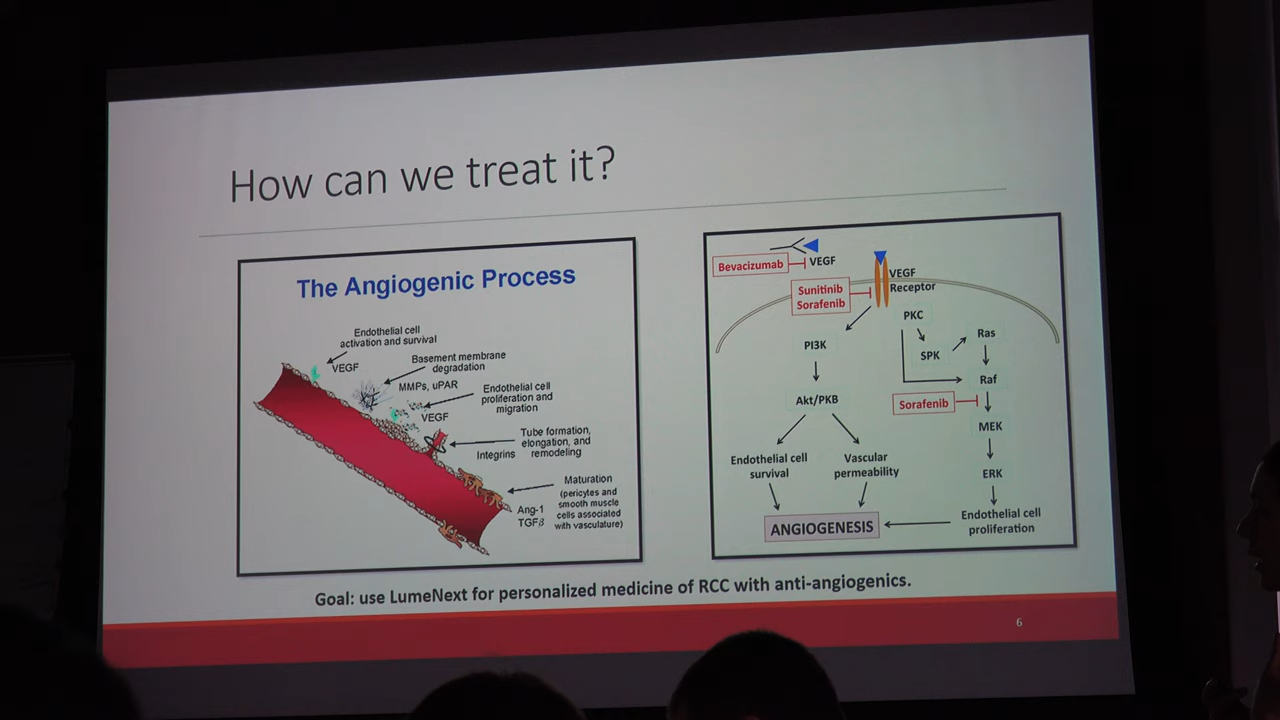 How can we treat it?
The Angiogenic Process
Endothelial cell
activation and survival
VEGF
Basement membrane
degradation
MMPs, uPAR
Endothelial cell
proliferation and
migration
VEGF
Tube formation,
elongation, and
remodeling
Integrins
Maturation
(pericytes and
smooth muscle
cells associated
with vasculature)
Ang-1
TGFβ
Bevacizumab
VEGF
Sunitinib
Sorafenib
VEGF
Receptor
PKC
PI3K
SPK
Ras
Raf
Akt/PKB
Sorafenib
MEK
Endothelial cell
survival
Vascular
permeability
ERK
ANGIOGENESIS
Endothelial cell
proliferation
Goal: use LumeNext for personalized medicine of RCC with anti-angiogenics.
6